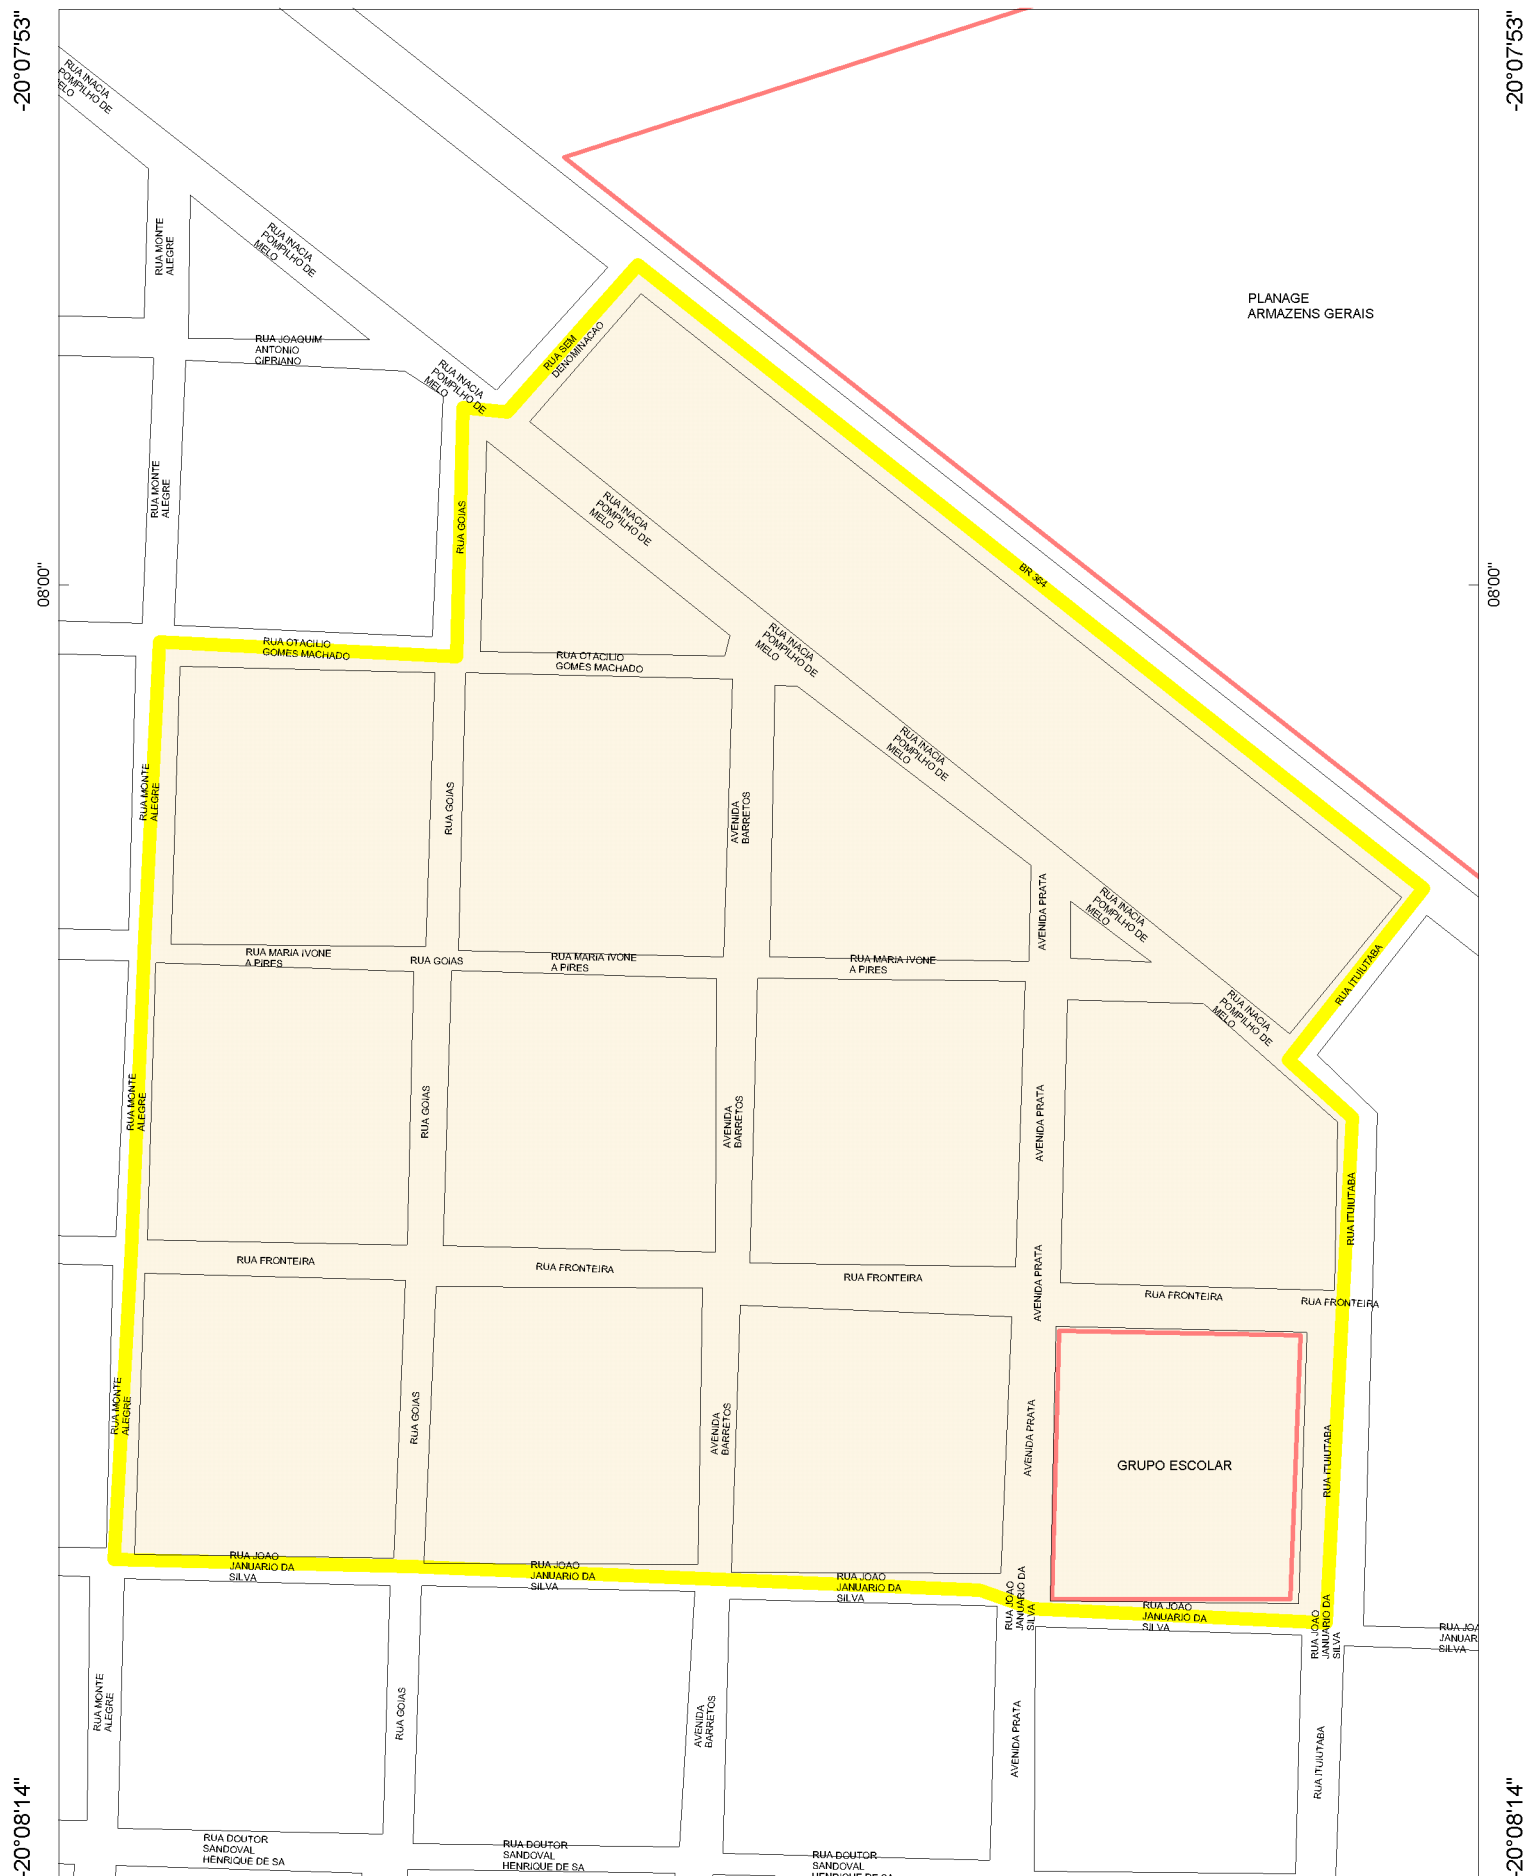 -20°07'53"
-20°07'53"
RUA INACIA
POMPILHO DE
ELO
RUA MONTE
ALEGRE
RUA INACIA
POMPILHO DE
MELO
PLANAGE
ARMAZENS GERAIS
RUA JOAQUIM
ANTONIO
CIPRIANO
RUA INACIA
POMPILHO DE
MELO
RUA SEM
DENOMINACAO
RUA MONTE
ALEGRE
RUA GOIAS
RUA INACIA
POMPILHO DE
MELO
BR 364
08'00"
08'00"
RUA OTACILIO
GOMES MACHADO
RUA OTACILIO
GOMES MACHADO
RUA INACIA
POMPILHO DE
MELO
RUA MONTE
ALEGRE
RUA GOIAS
AVENIDA
BARRETOS
RUA INACIA
POMPILHO DE
MELO
AVENIDA PRATA
RUA INACIA
POMPILHO DE
MELO
RUA MARIA IVONE
A PIRES
RUA GOIAS
RUA MARIA IVONE
A PIRES
RUA MARIA IVONE
A PIRES
RUA ITUIUTABA
RUA INACIA
POMPILHO DE
MELO
RUA MONTE
ALEGRE
RUA GOIAS
AVENIDA
BARRETOS
AVENIDA PRATA
RUA ITUIUTABA
RUA FRONTEIRA
RUA FRONTEIRA
RUA FRONTEIRA
AVENIDA PRATA
RUA FRONTEIRA
RUA FRONTEIRA
RUA MONTE
ALEGRE
RUA GOIAS
AVENIDA
BARRETOS
AVENIDA PRATA
GRUPO ESCOLAR
RUA ITUIUTABA
RUA JOAO
JANUARIO DA
SILVA
RUA JOAO
JANUARIO DA
SILVA
RUA JOAO
JANUARIO DA
SILVA
RUA JOAO
JANUARIO DA
SILVA
RUA JOAO
JANUARIO DA
SILVA
RUA JOAO
JANUARIO DA
SILVA
RUA JOA
JANUAR
SILVA
RUA MONTE
ALEGRE
RUA GOIAS
AVENIDA
BARRETOS
AVENIDA PRATA
RUA ITUIUTABA
-20°08'14"
-20°08'14"
RUA DOUTOR
SANDOVAL
HENRIQUE DE SA
RUA DOUTOR
SANDOVAL
HENRIQUE DE SA
RUA DOUTOR
SANDOVAL
HENRIQUE DE SA